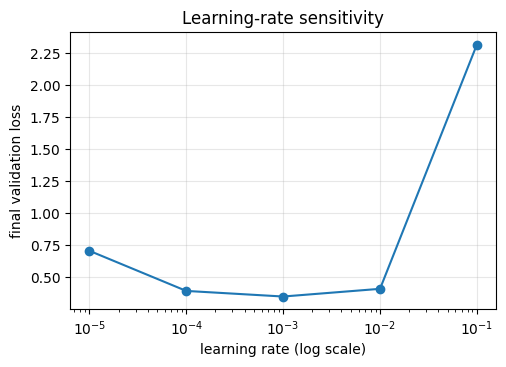 Learning-rate sensitivity
final validation loss
2.25
2.00
1.75
1.50
1.25
1.00
0.75
0.50
10⁻⁵ 10⁻⁴ 10⁻³ 10⁻² 10⁻¹
learning rate (log scale)